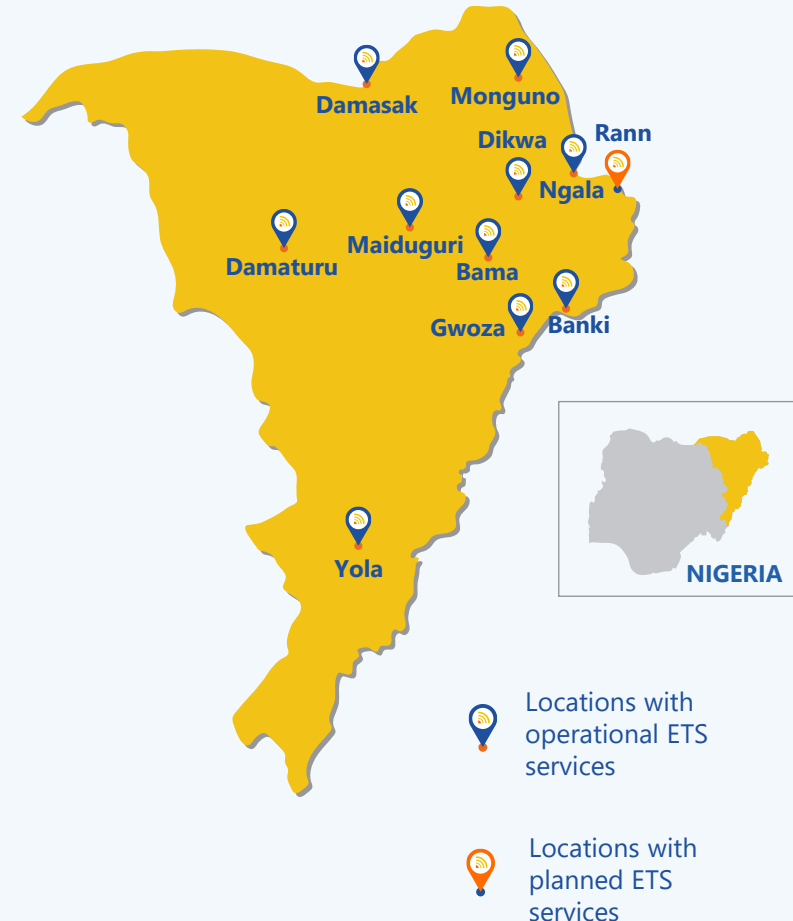 Damasak
Monguno
Dikwa
Rann
Ngala
Maiduguri
Damaturu
Bama
Gwoza
Banki
Yola
NIGERIA
Locations with
operational ETS
services
Locations with
planned ETS
services